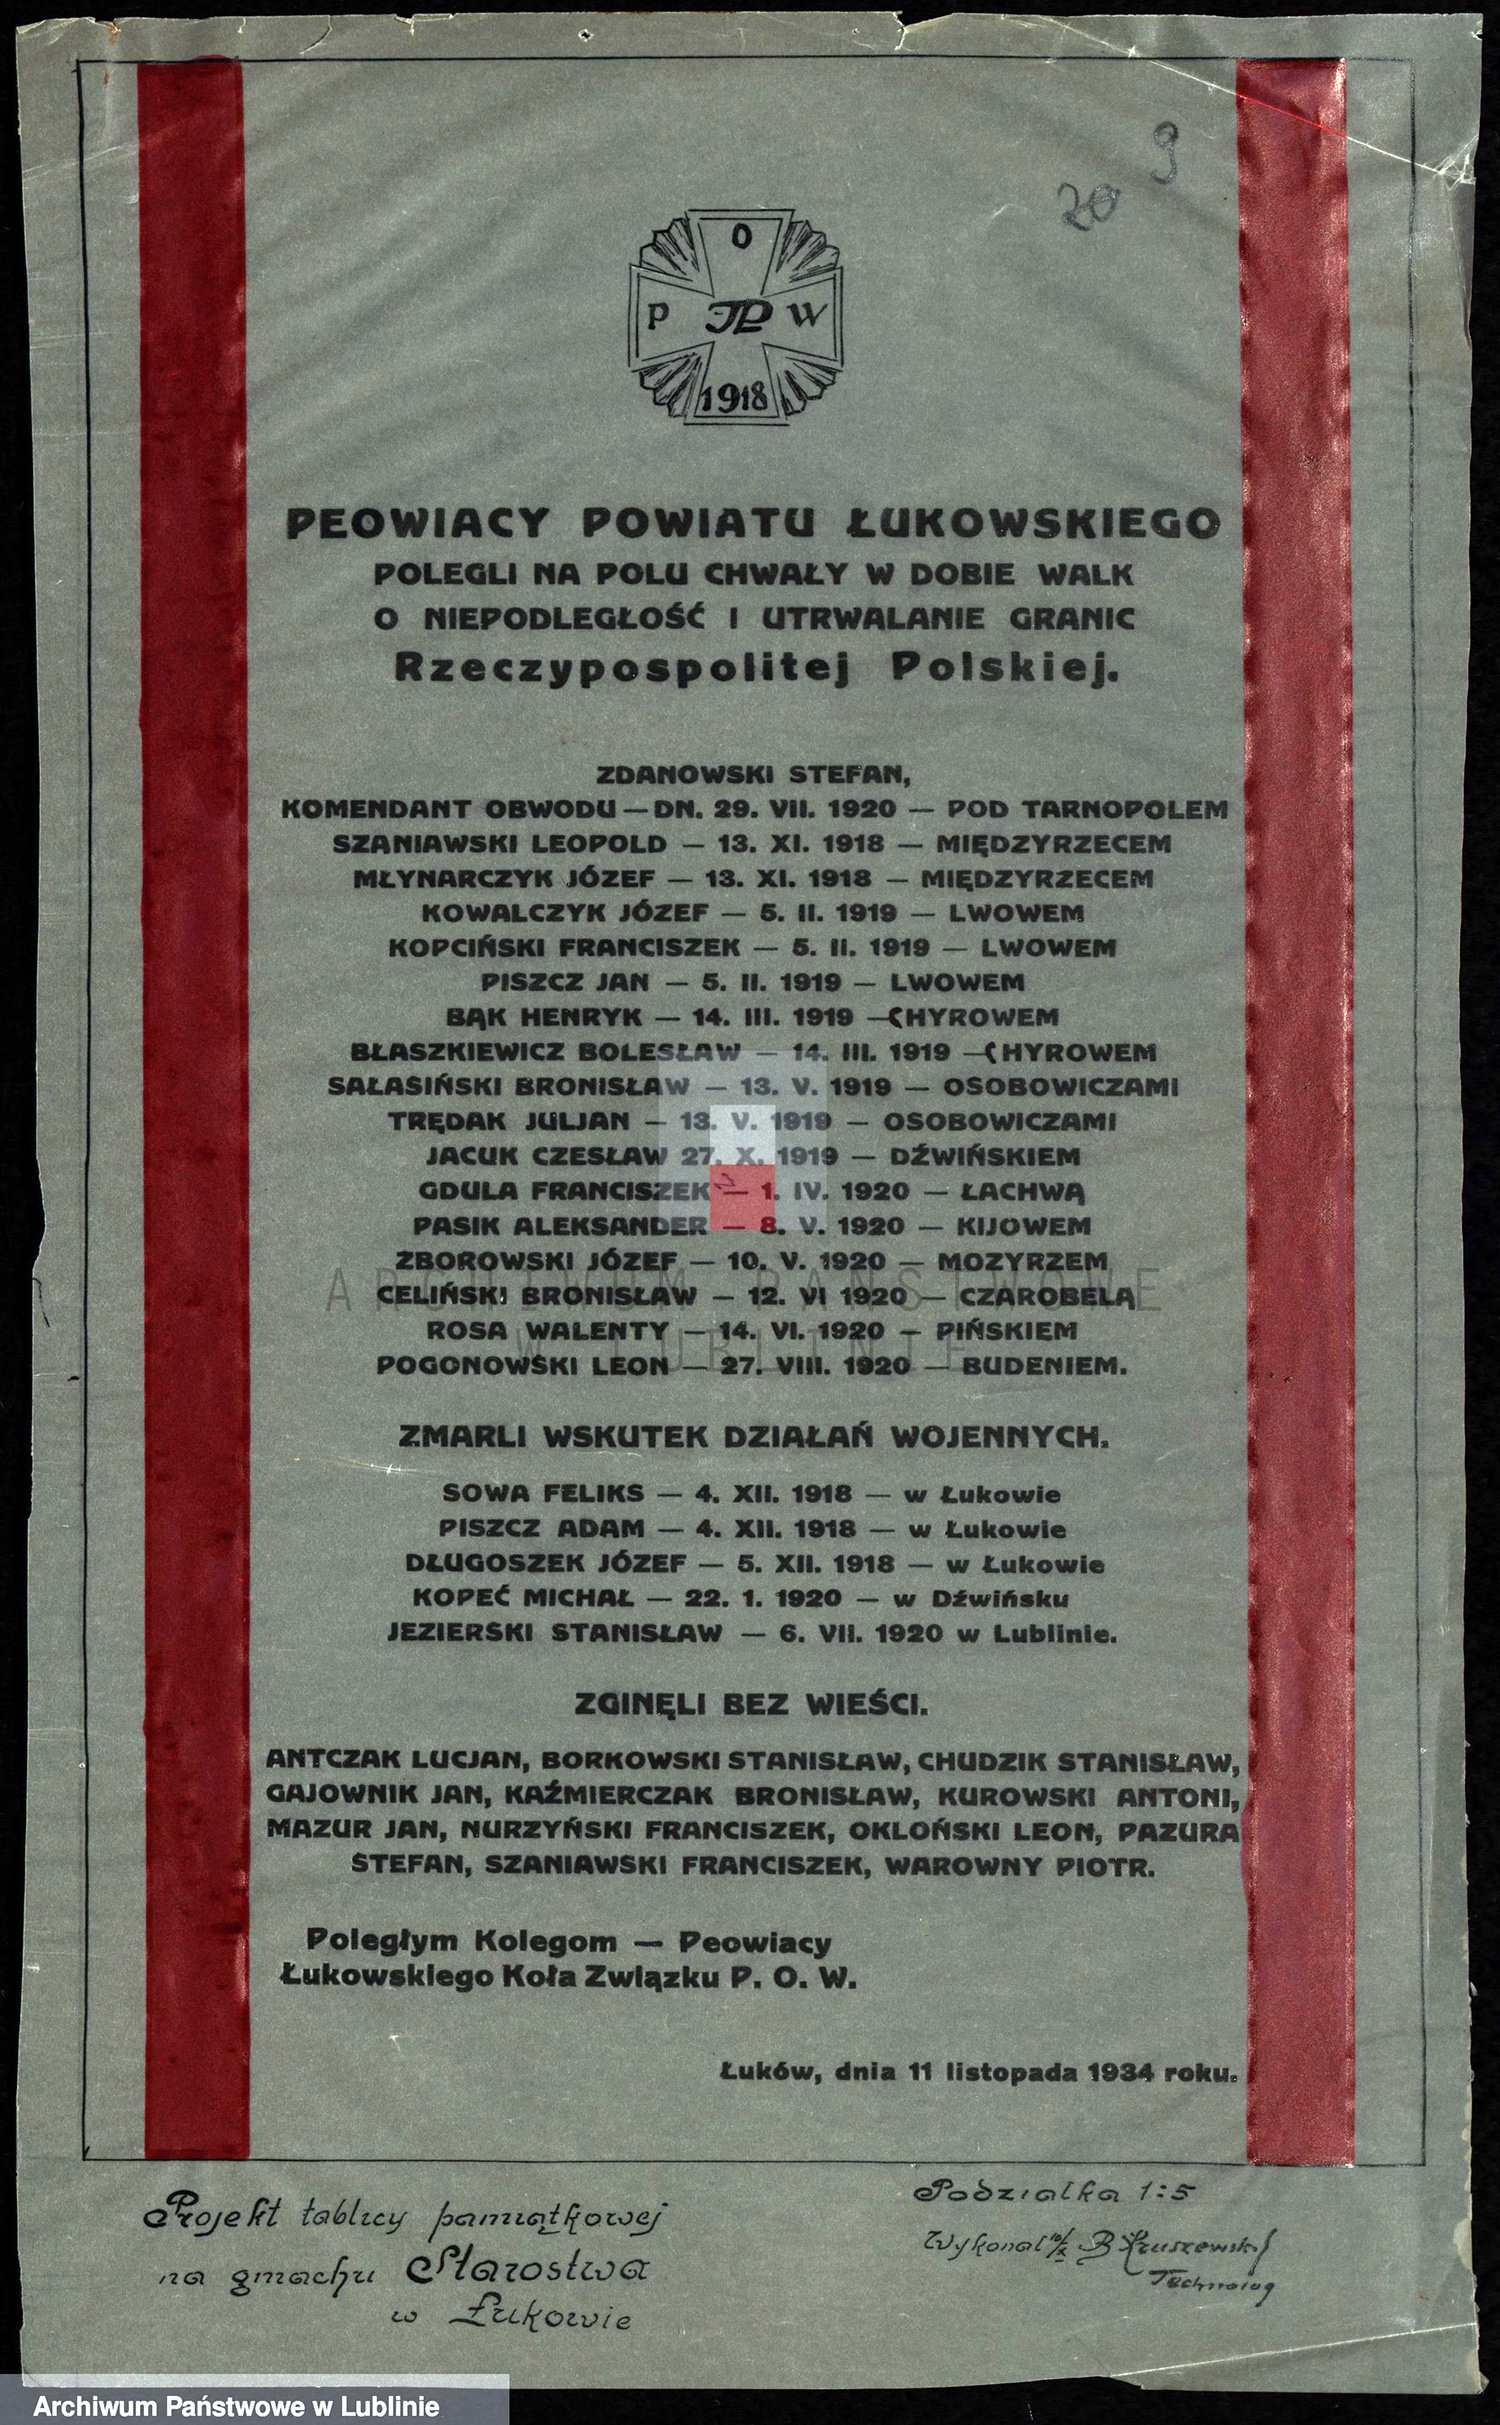 9
20
O
P JP W
1918
PEOWIACY POWIATU ŁUKOWSKIEGO
POLEGLI NA POLU CHWAŁY W DOBIE WALK
O NIEPODLEGŁOŚĆ I UTRWALANIE GRANIC
Rzeczypospolitej Polskiej.
ZDANOWSKI STEFAN,
KOMENDANT OBWODU — DN. 29. VII. 1920 — POD TARNOPOLEM
SZANIAWSKI LEOPOLD — 13. XI. 1918 — MIĘDZYRZECEM
MŁYNARCZYK JÓZEF — 13. XI. 1918 — MIĘDZYRZECEM
KOWALCZYK JÓZEF — 5. II. 1919 — LWOWEM
KOPCIŃSKI FRANCISZEK — 5. II. 1919 — LWOWEM
PISZCZ JAN — 5. II. 1919 — LWOWEM
BĄK HENRYK — 14. III. 1919 — CHYROWEM
BŁASZKIEWICZ BOLESŁAW — 14. III. 1919 — CHYROWEM
SAŁASIŃSKI BRONISŁAW — 13. V. 1919 — OSOBOWICZAMI
TRĘDAK JULJAN — 13. V. 1919 — OSOBOWICZAMI
JACUK CZESŁAW 27. X. 1919 — DŹWIŃSKIEM
GDULA FRANCISZEK — 1. IV. 1920 — ŁACHWĄ
PASIK ALEKSANDER — 8. V. 1920 — KIJOWEM
ZBOROWSKI JÓZEF — 10. V. 1920 — MOZYRZEM
ARCHIWUM PAŃSTWOWE
CELIŃSKI BRONISŁAW — 12. VI 1920 — CZAROBELĄ
ROSA WALENTY — 14. VI. 1920 — PIŃSKIEM
W LUBLINIE
POGONOWSKI LEON — 27. VIII. 1920 — BUDENIEM.
ZMARLI WSKUTEK DZIAŁAŃ WOJENNYCH.
SOWA FELIKS — 4. XII. 1918 — w Łukowie
PISZCZ ADAM — 4. XII. 1918 — w Łukowie
DŁUGOSZEK JÓZEF — 5. XII. 1918 — w Łukowie
KOPEĆ MICHAŁ — 22. 1. 1920 — w Dźwińsku
JEZIERSKI STANISŁAW — 6. VII. 1920 w Lublinie.
ZGINĘLI BEZ WIEŚCI.
ANTCZAK LUCJAN, BORKOWSKI STANISŁAW, CHUDZIK STANISŁAW,
GAJOWNIK JAN, KAŹMIERCZAK BRONISŁAW, KUROWSKI ANTONI,
MAZUR JAN, NURZYŃSKI FRANCISZEK, OKLOŃSKI LEON, PAZURA
STEFAN, SZANIAWSKI FRANCISZEK, WAROWNY PIOTR.
Poległym Kolegom — Peowiacy
Łukowskiego Koła Związku P. O. W.
Łuków, dnia 11 listopada 1934 roku.
Projekt tablicy pamiątkowej
na gmachu Starostwa
w Łukowie
Podziałka 1:5
Wykonał 10/X B Kruszewski
Technolog
Archiwum Państwowe w Lublinie